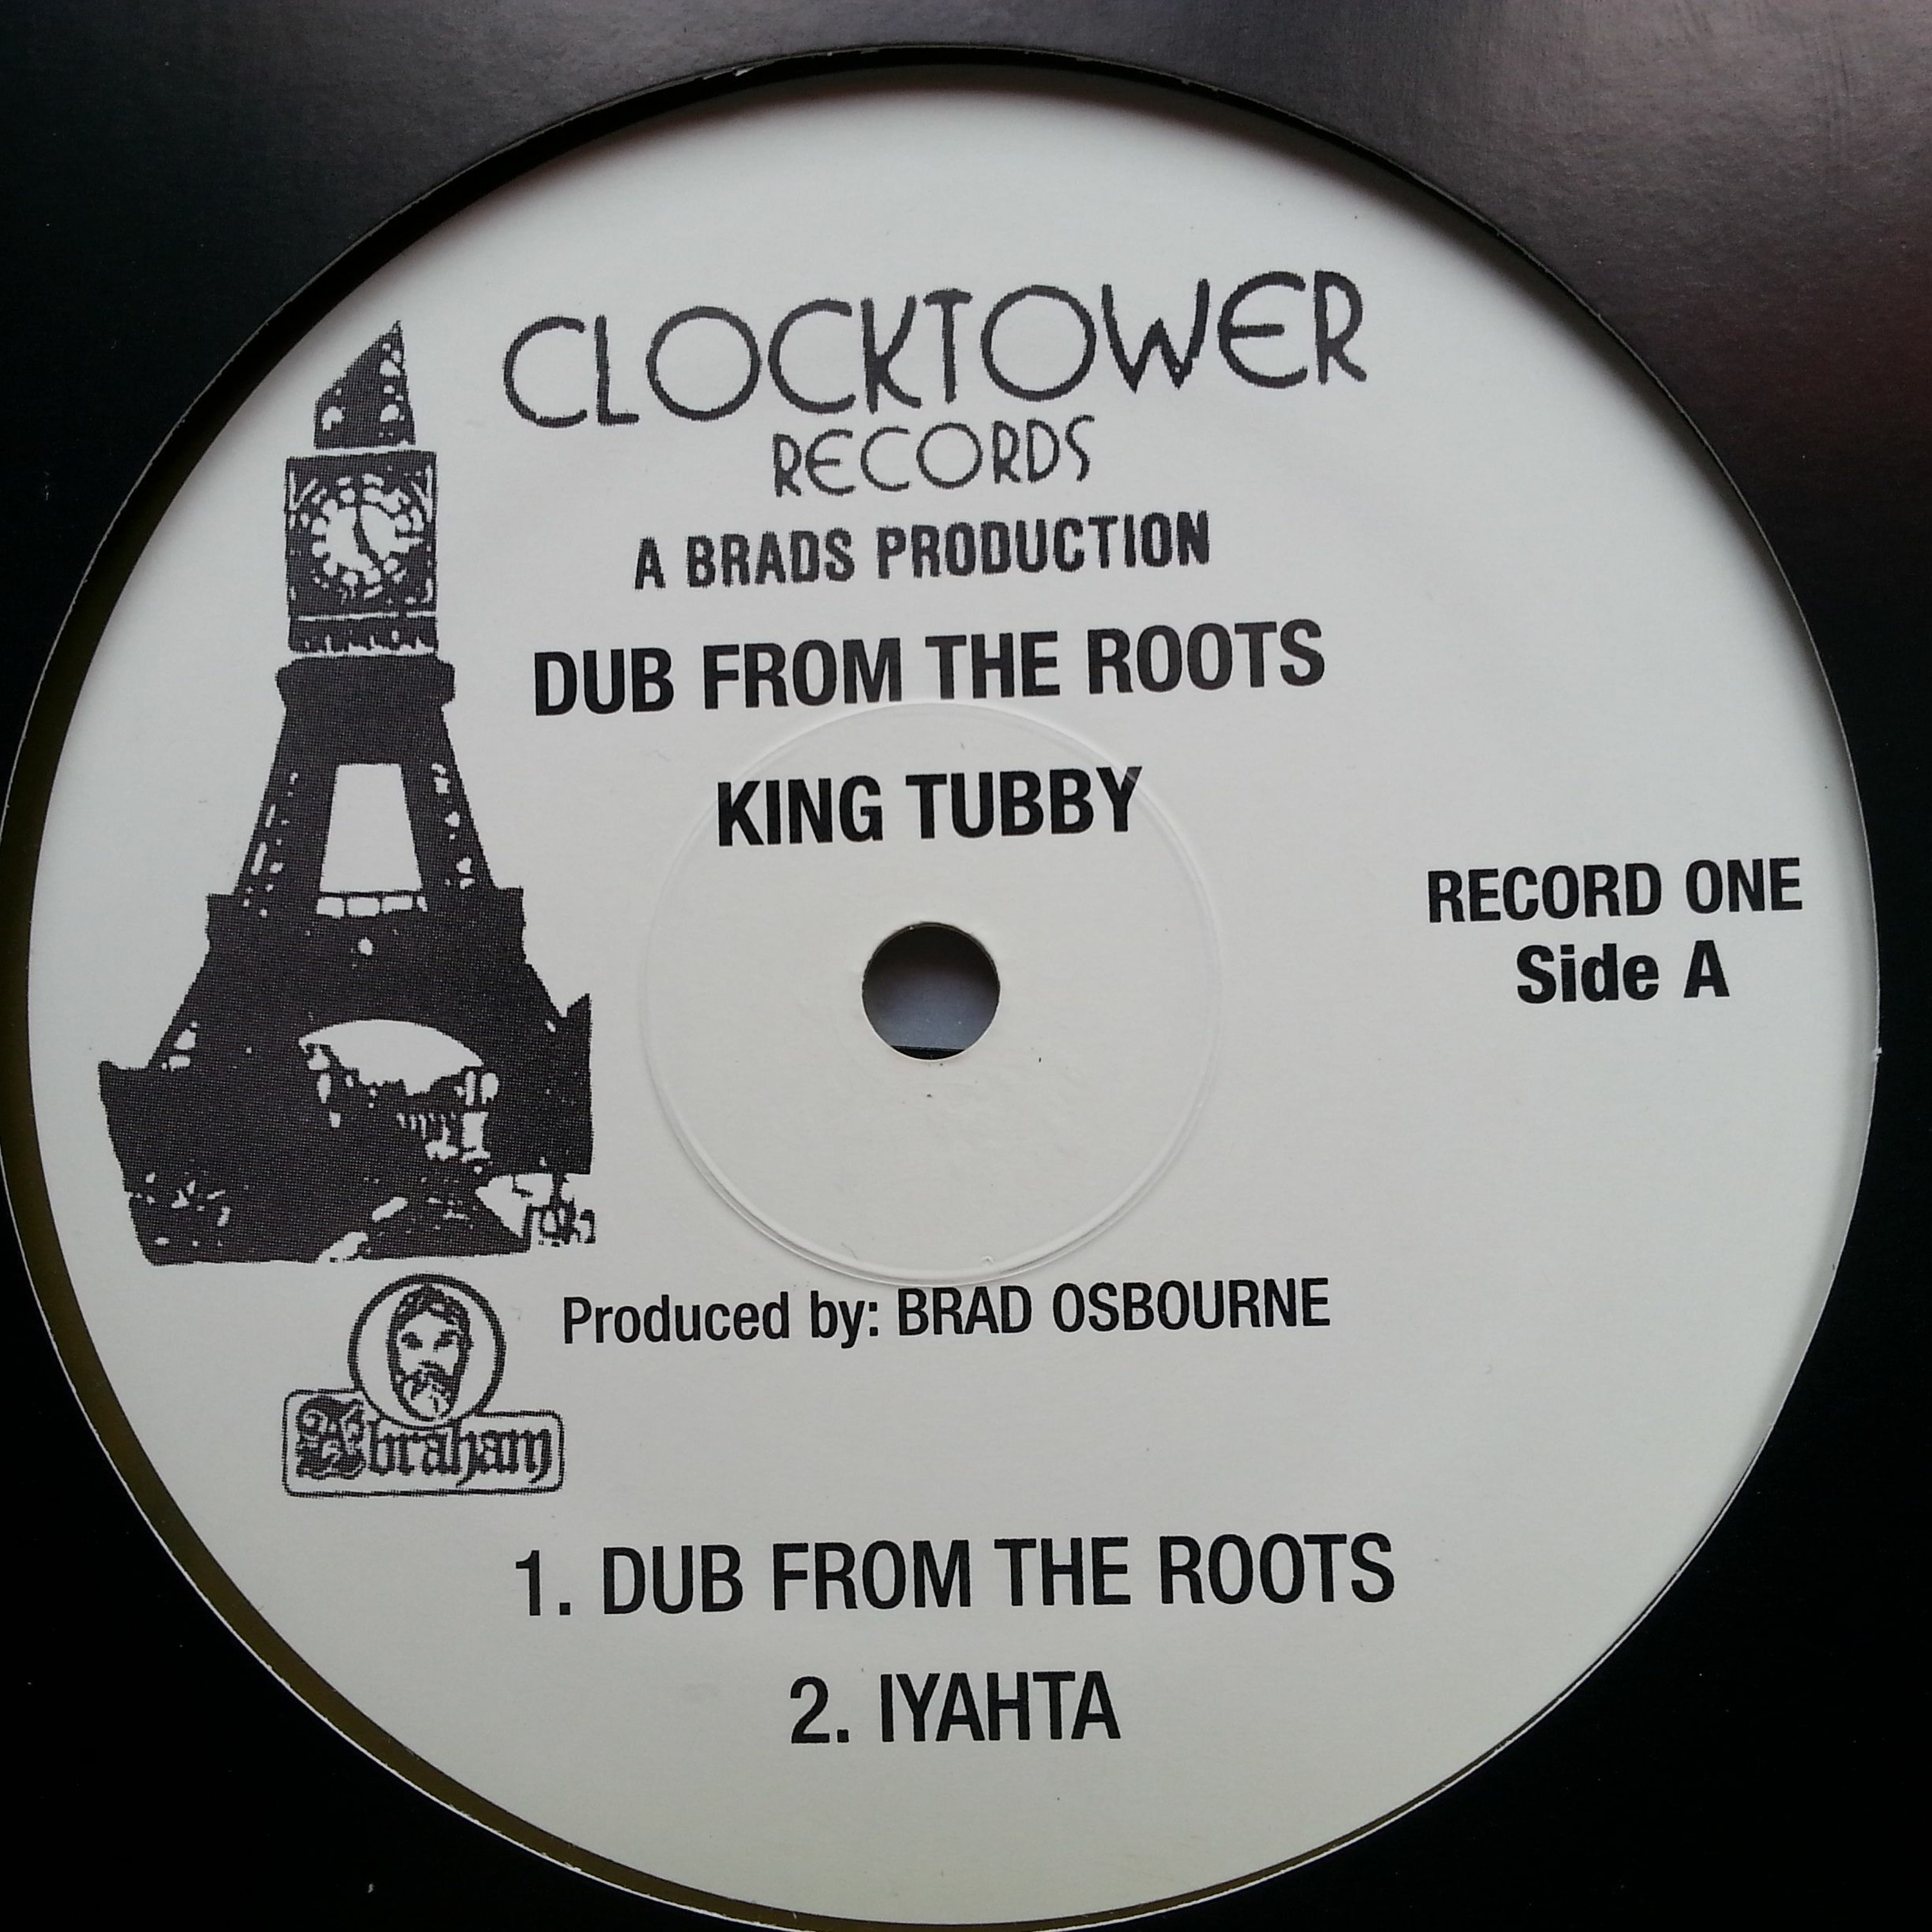 CLOCKTOWER
RECORDS
A BRADS PRODUCTION
DUB FROM THE ROOTS
KING TUBBY
RECORD ONE
Side A
Produced by: BRAD OSBOURNE
Abraham
1. DUB FROM THE ROOTS
2. IYAHTA